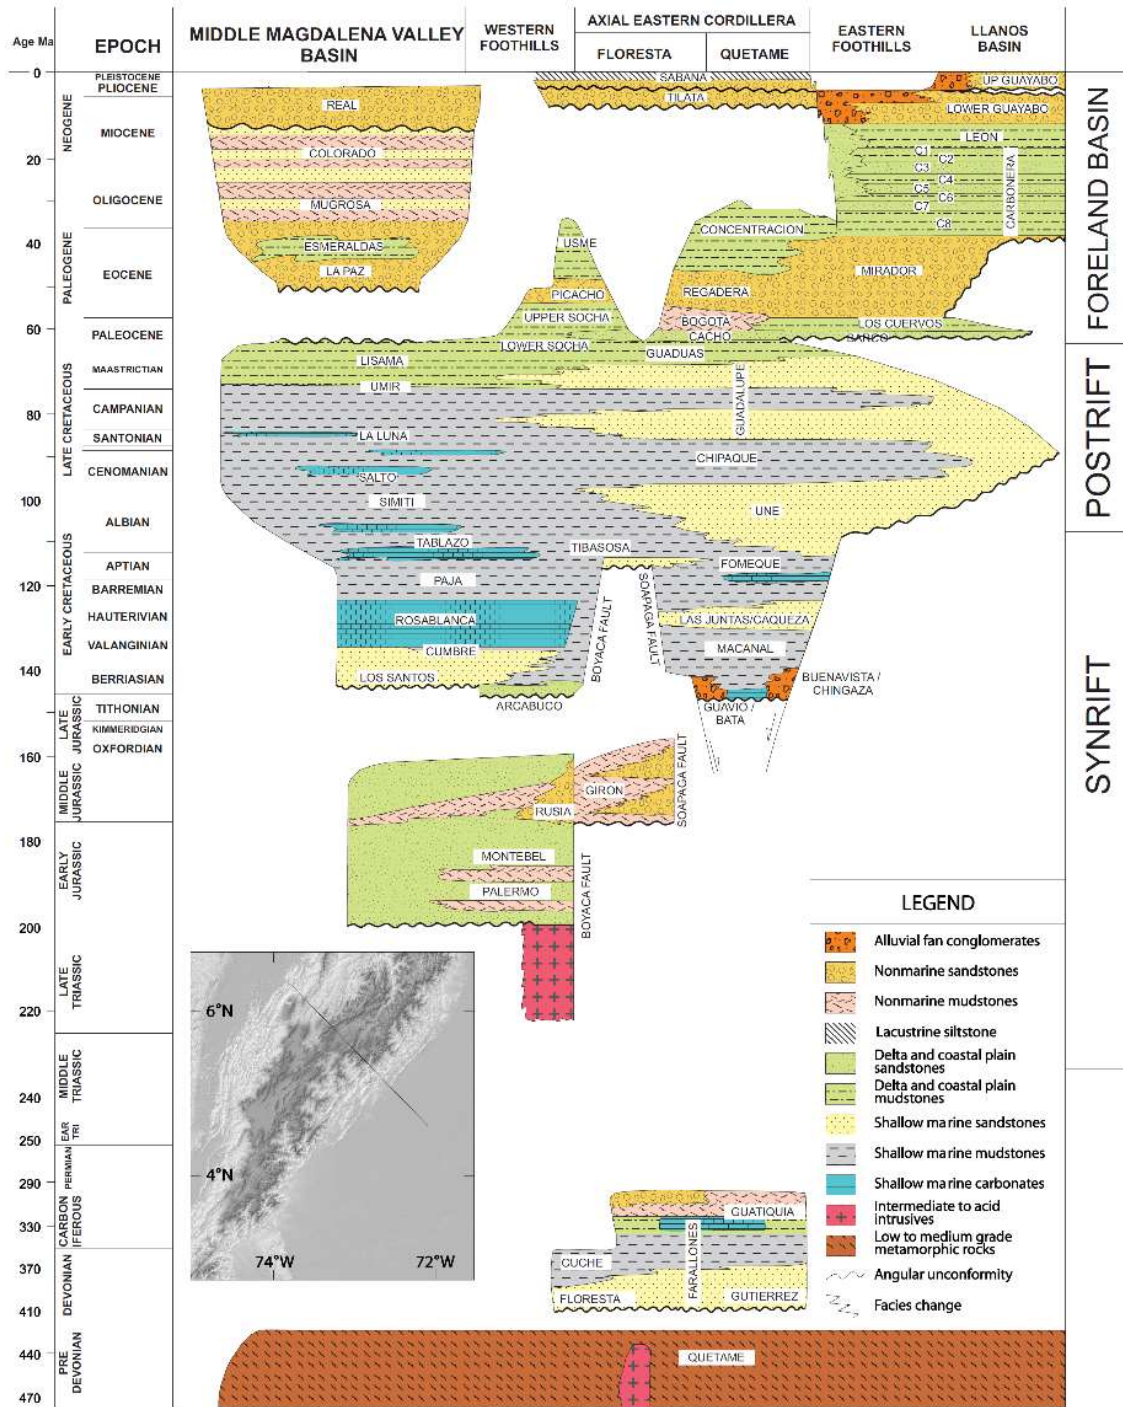 Age Ma
EPOCH
MIDDLE MAGDALENA VALLEY
BASIN
WESTERN
FOOTHILLS
AXIAL EASTERN CORDILLERA
FLORESTA
QUETAME
EASTERN
FOOTHILLS
LLANOS
BASIN
0
20
40
60
80
100
120
140
160
180
200
220
240
250
290
330
370
410
440
470
NEOGENE
PALEOGENE
LATE CRETACEOUS
EARLY CRETACEOUS
LATE
JURASSIC
MIDDLE
JURASSIC
EARLY
JURASSIC
LATE
TRIASSIC
MIDDLE
TRIASSIC
EAR
TRI
PERMIAN
CARBON
IFEROUS
DEVONIAN
PRE
DEVONIAN
PLEISTOCENE
PLIOCENE
MIOCENE
OLIGOCENE
EOCENE
PALEOCENE
MAASTRICTIAN
CAMPANIAN
SANTONIAN
CENOMANIAN
ALBIAN
APTIAN
BARREMIAN
HAUTERIVIAN
VALANGINIAN
BERRIASIAN
TITHONIAN
KIMMERIDGIAN
OXFORDIAN
REAL
COLORADO
MUGROSA
ESMERALDAS
LA PAZ
SABANA
TILATA
UP GUAYABO
LOWER GUAYABO
LEON
C1
C2
C3
C4
C5
C6
C7
C8
CARBONERA
USME
PICACHO
UPPER SOCHA
LOWER SOCHA
CONCENTRACION
REGADERA
BOGOTA
CACHO
GUADUAS
MIRADOR
LOS CUERVOS
BARCO
LISAMA
UMIR
LA LUNA
SALTO
SIMITI
TABLAZO
PAJA
ROSABLANCA
CUMBRE
LOS SANTOS
ARCABUCO
GUADALUPE
CHIPAQUE
UNE
TIBASOSA
FOMEQUE
LAS JUNTAS/CAQUEZA
MACANAL
BUENAVISTA /
CHINGAZA
GUAVIO /
BATA
BOYACA FAULT
SOAPAGA FAULT
GIRON
RUSIA
SOAPAGA FAULT
MONTEBEL
PALERMO
BOYACA FAULT
6°N
4°N
74°W
72°W
GUATIQUIA
FARALLONES
CUCHE
FLORESTA
GUTIERREZ
QUETAME
FORELAND BASIN
POSTRIFT
SYNRIFT
LEGEND
Alluvial fan conglomerates
Nonmarine sandstones
Nonmarine mudstones
Lacustrine siltstone
Delta and coastal plain
sandstones
Delta and coastal plain
mudstones
Shallow marine sandstones
Shallow marine mudstones
Shallow marine carbonates
Intermediate to acid
intrusives
Low to medium grade
metamorphic rocks
Angular unconformity
Facies change